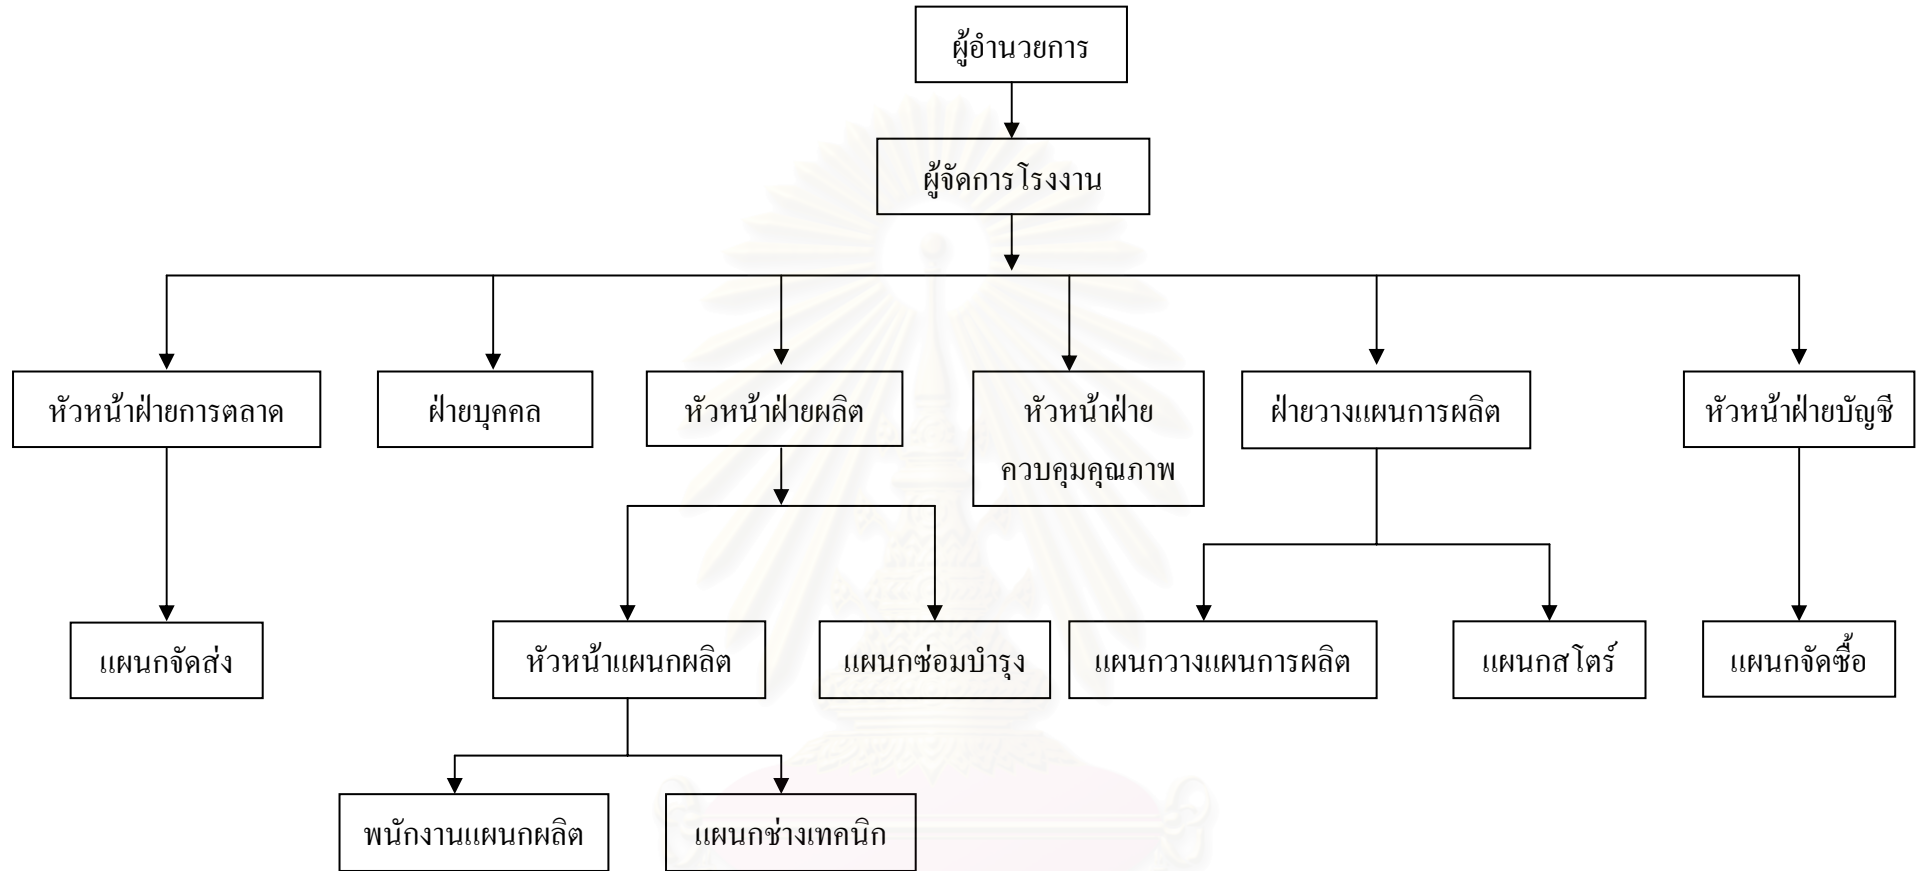 ผู้อำนวยการ
ผู้จัดการโรงงาน
หัวหน้าฝ่ายการตลาด
ฝ่ายบุคคล
หัวหน้าฝ่ายผลิต
หัวหน้าฝ่าย
ควบคุมคุณภาพ
ฝ่ายวางแผนการผลิต
หัวหน้าฝ่ายบัญชี
แผนกจัดส่ง
หัวหน้าแผนกผลิต
แผนกซ่อมบำรุง
แผนกวางแผนการผลิต
แผนกสโตร์
แผนกจัดซื้อ
พนักงานแผนกผลิต
แผนกช่างเทคนิก